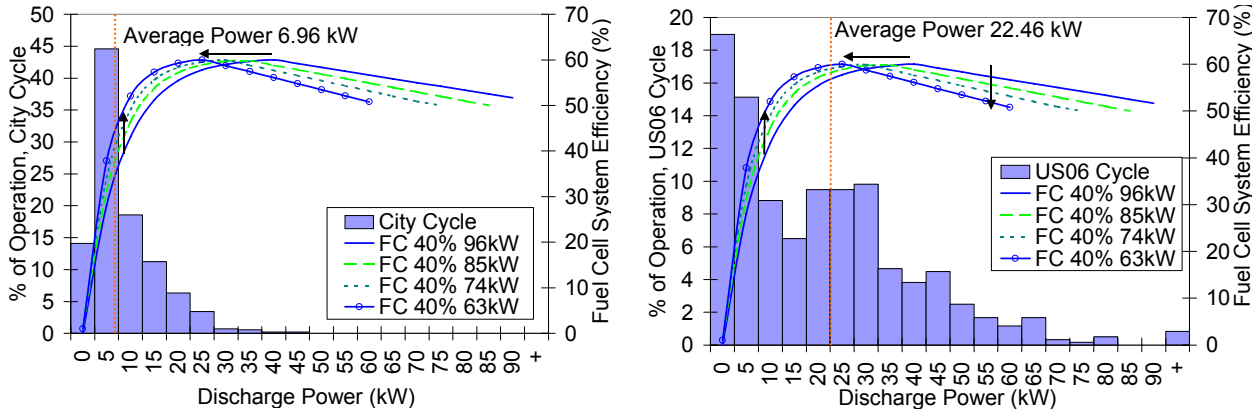 Average Power 6.96 kW
% of Operation, City Cycle
50
45
40
35
30
25
20
15
10
5
0
70
60
50
40
30
20
10
0
Fuel Cell System Efficiency (%)
City Cycle
FC 40% 96kW
FC 40% 85kW
FC 40% 74kW
FC 40% 63kW
0 5 10 15 20 25 30 35 40 45 50 55 60 65 70 75 80 85 90 +
Discharge Power (kW)
Average Power 22.46 kW
% of Operation, US06 Cycle
20
18
16
14
12
10
8
6
4
2
0
70
60
50
40
30
20
10
0
Fuel Cell System Efficiency (%)
US06 Cycle
FC 40% 96kW
FC 40% 85kW
FC 40% 74kW
FC 40% 63kW
0 5 10 15 20 25 30 35 40 45 50 55 60 65 70 75 80 85 90 +
Discharge Power (kW)